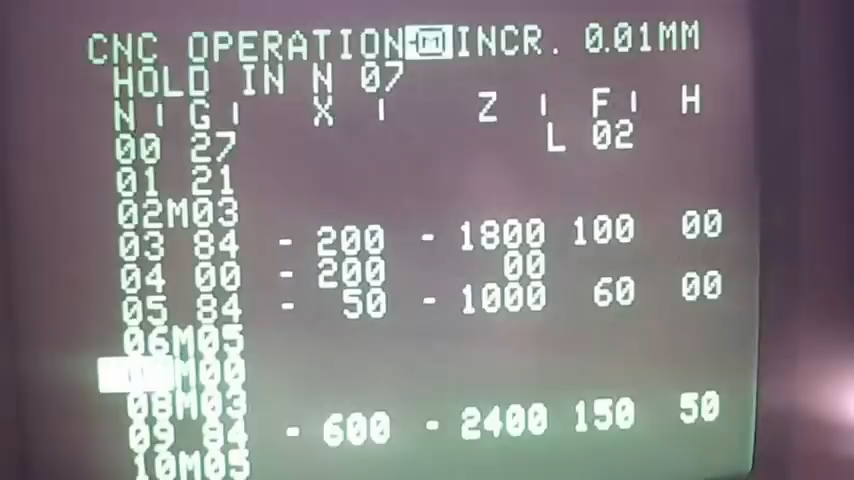 CNC OPERATION INCR. 0.01MM
HOLD IN N 07
N | G | X | Z | F | H
00 27 L 02
01 21
02M03
03 84 - 200 - 1800 100 00
04 00 - 200 00
05 84 - 50 - 1000 60 00
06M05
M00
08M03
09 84 - 600 - 2400 150 50
10M05